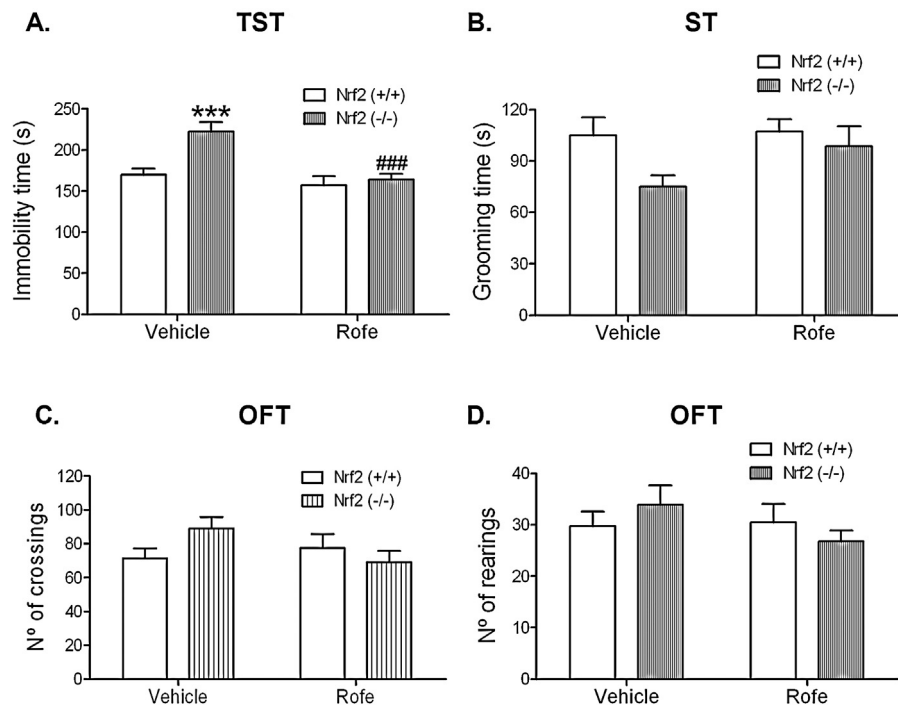 A. TST
Nrf2 (+/+)
Nrf2 (-/-)
Immobility time (s)
250
200
150
100
50
0
***
###
Vehicle Rofe
B. ST
Nrf2 (+/+)
Nrf2 (-/-)
Grooming time (s)
120
90
60
30
0
Vehicle Rofe
C. OFT
Nrf2 (+/+)
Nrf2 (-/-)
Nº of crossings
120
100
80
60
40
20
0
Vehicle Rofe
D. OFT
Nrf2 (+/+)
Nrf2 (-/-)
Nº of rearings
40
30
20
10
0
Vehicle Rofe